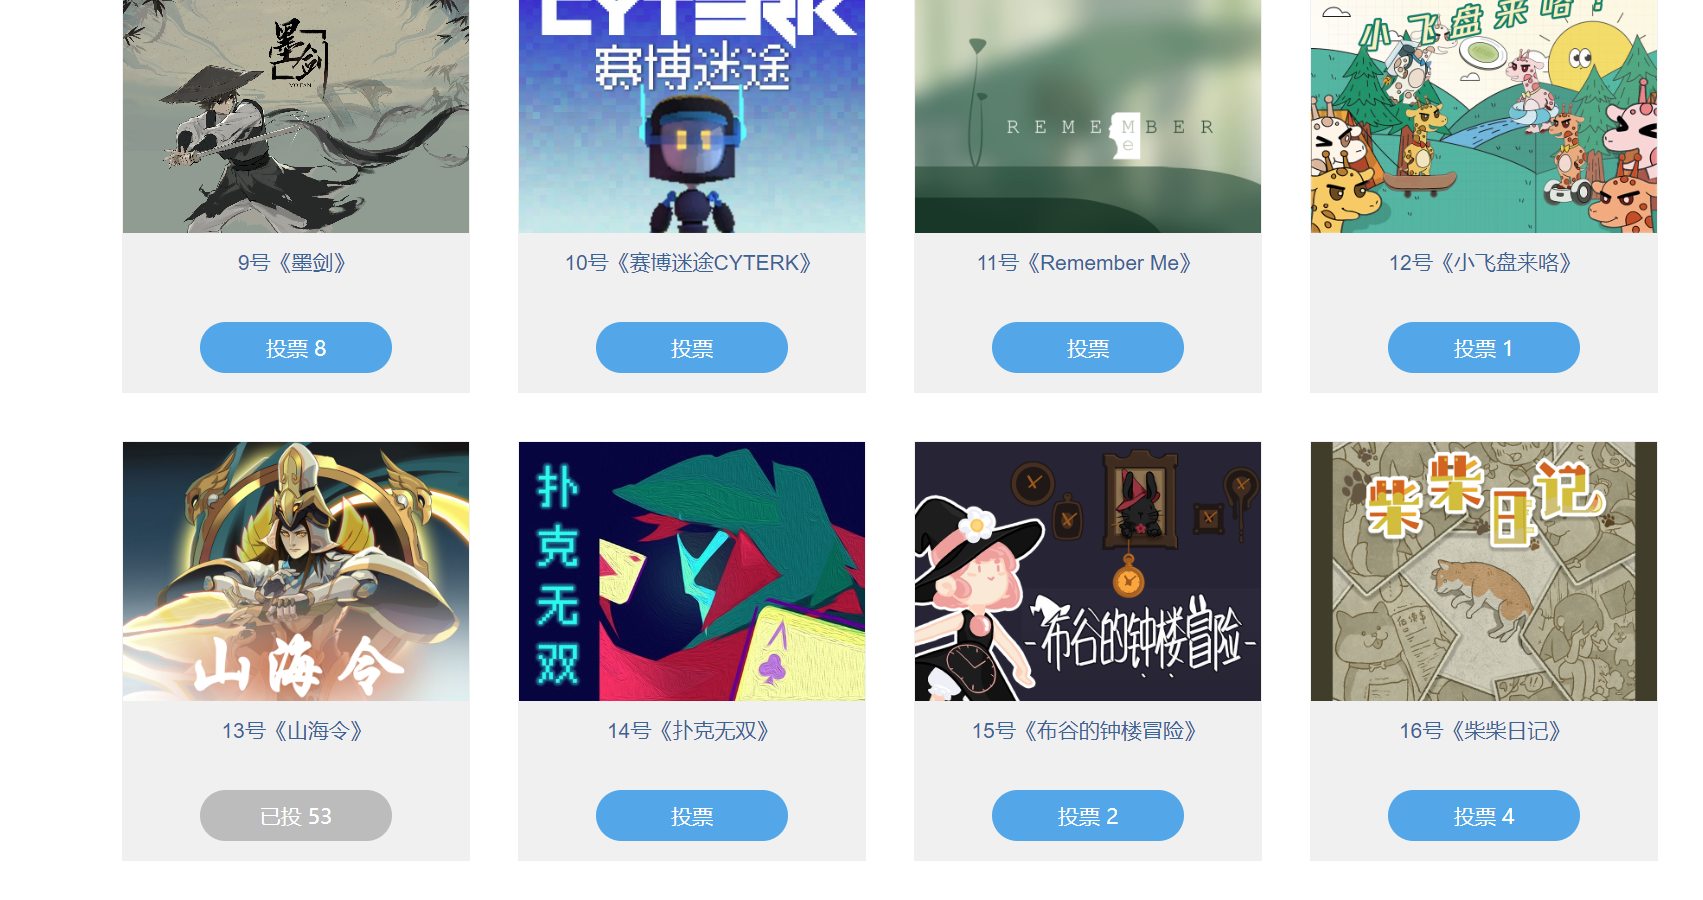 墨剑
CYTERK
赛博迷途
REMEMBER
Me
小飞盘来咯!
9号《墨剑》
10号《赛博迷途CYTERK》
11号《Remember Me》
12号《小飞盘来咯》
投票 8
投票
投票
投票 1
山海令
扑克无双
布谷的钟楼冒险
柴柴日记
13号《山海令》
14号《扑克无双》
15号《布谷的钟楼冒险》
16号《柴柴日记》
已投 53
投票
投票 2
投票 4